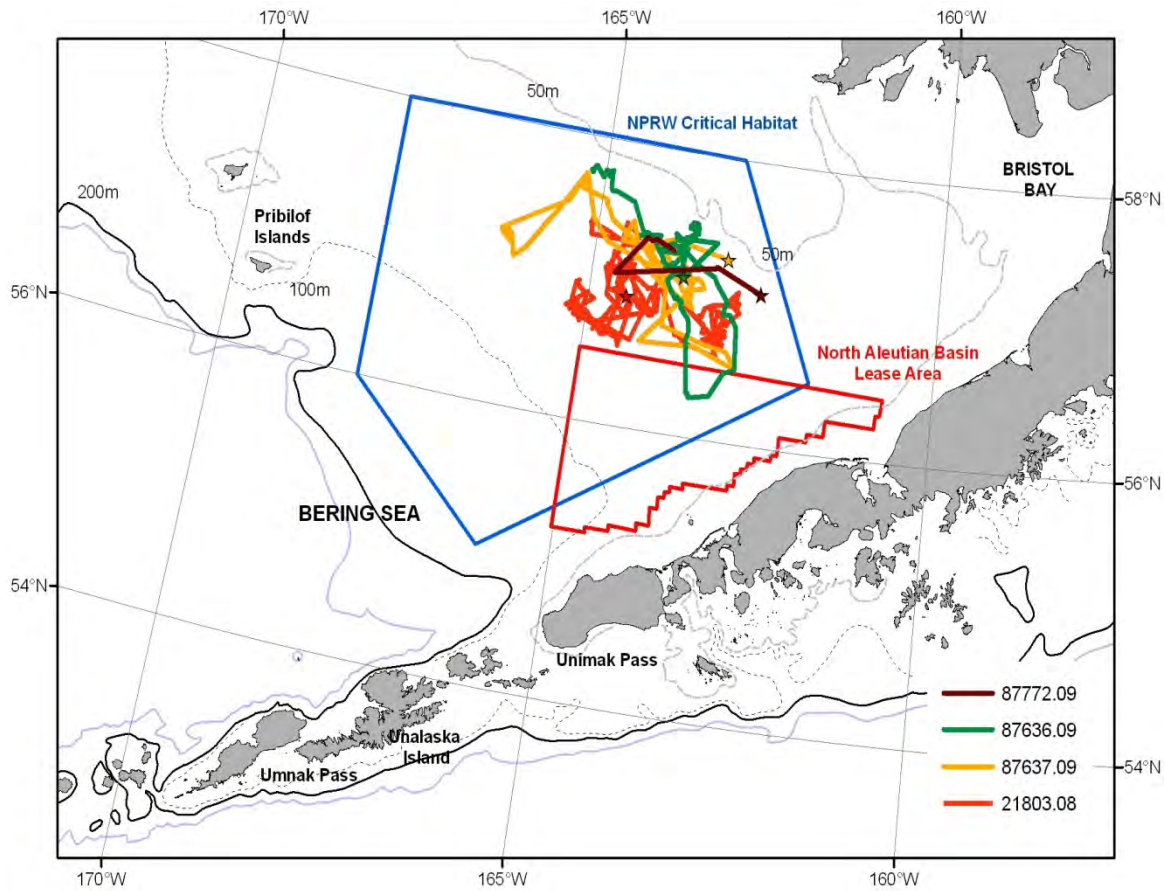 170°W
165°W
160°W
50m
NPRW Critical Habitat
BRISTOL
BAY
58°N
200m
Pribilof
Islands
50m
56°N
100m
North Aleutian Basin
Lease Area
56°N
BERING SEA
54°N
Unimak Pass
87772.09
87636.09
Unalaska
Island
Umnak Pass
87637.09
54°N
21803.08
170°W
165°W
160°W